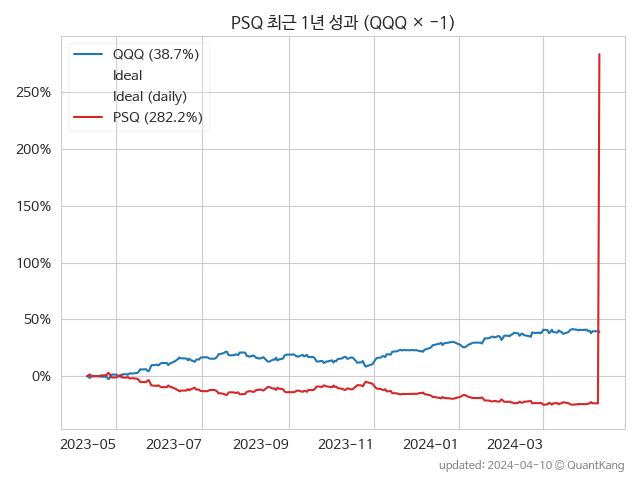 PSQ 최근 1년 성과 (QQQ × -1)
QQQ (38.7%)
Ideal
Ideal (daily)
PSQ (282.2%)
250%
200%
150%
100%
50%
0%
2023-05 2023-07 2023-09 2023-11 2024-01 2024-03
updated: 2024-04-10 © QuantKang